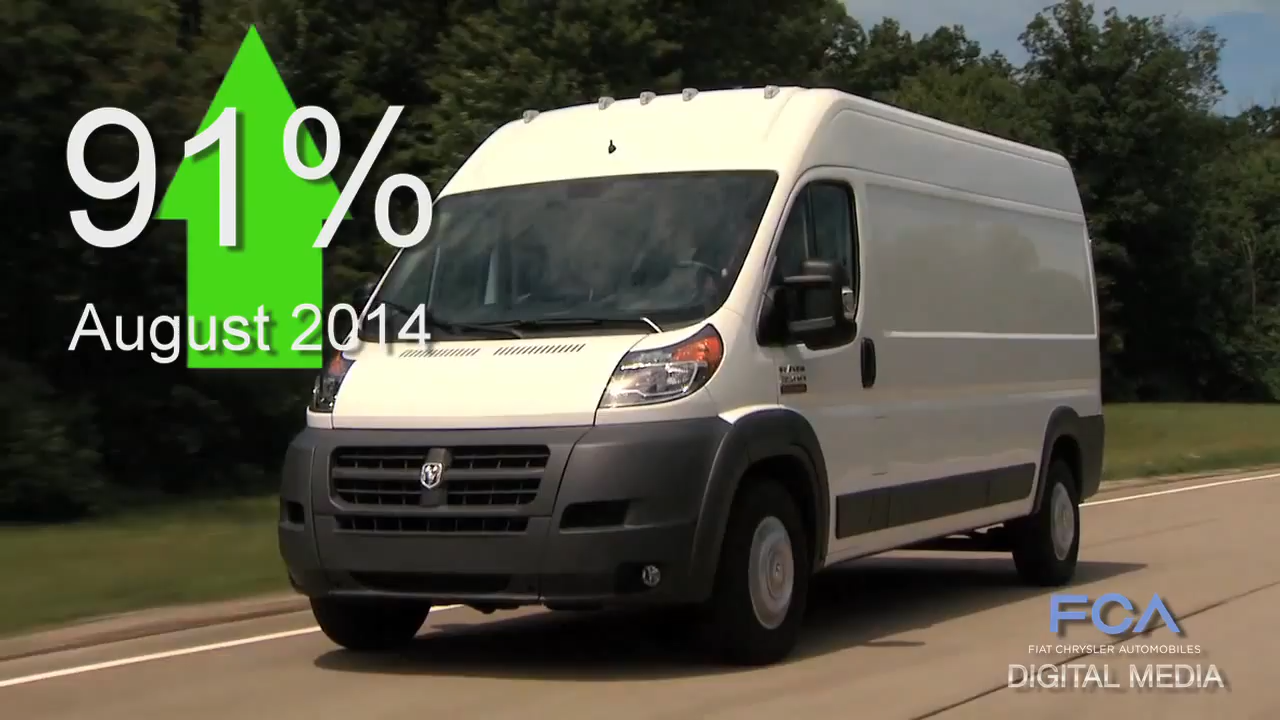 91%
August 2014
FCA
FIAT CHRYSLER AUTOMOBILES
DIGITAL MEDIA